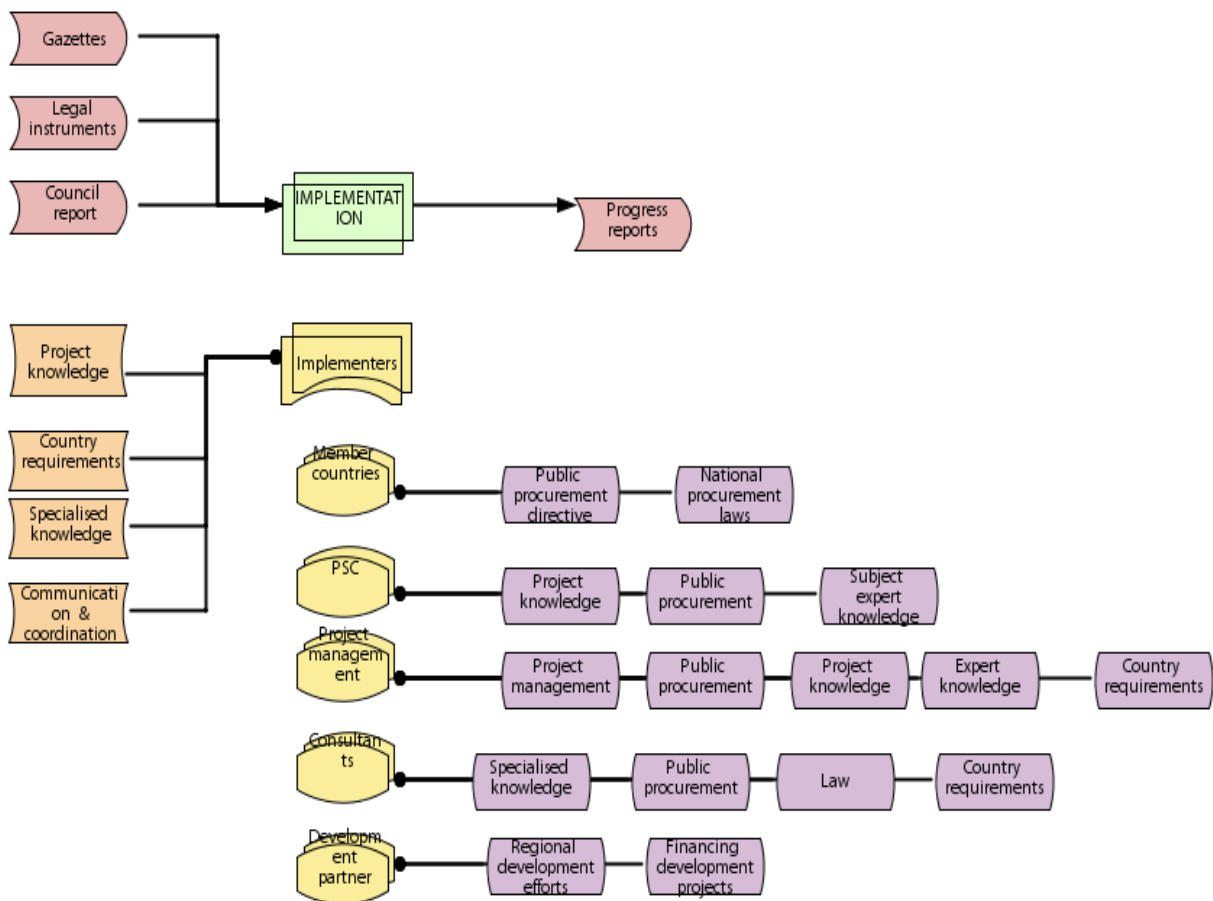 Gazettes
Legal
instruments
Council
report
IMPLEMENTAT
ION
Progress
reports
Project
knowledge
Implementers
Country
requirements
Specialised
knowledge
Communicati
on &
coordination
Member
countries
Public
procurement
directive
National
procurement
laws
PSC
Project
knowledge
Public
procurement
Subject
expert
knowledge
Project
managem
ent
Project
management
Public
procurement
Project
knowledge
Expert
knowledge
Country
requirements
Consultan
ts
Specialised
knowledge
Public
procurement
Law
Country
requirements
Developm
ent
partner
Regional
development
efforts
Financing
development
projects